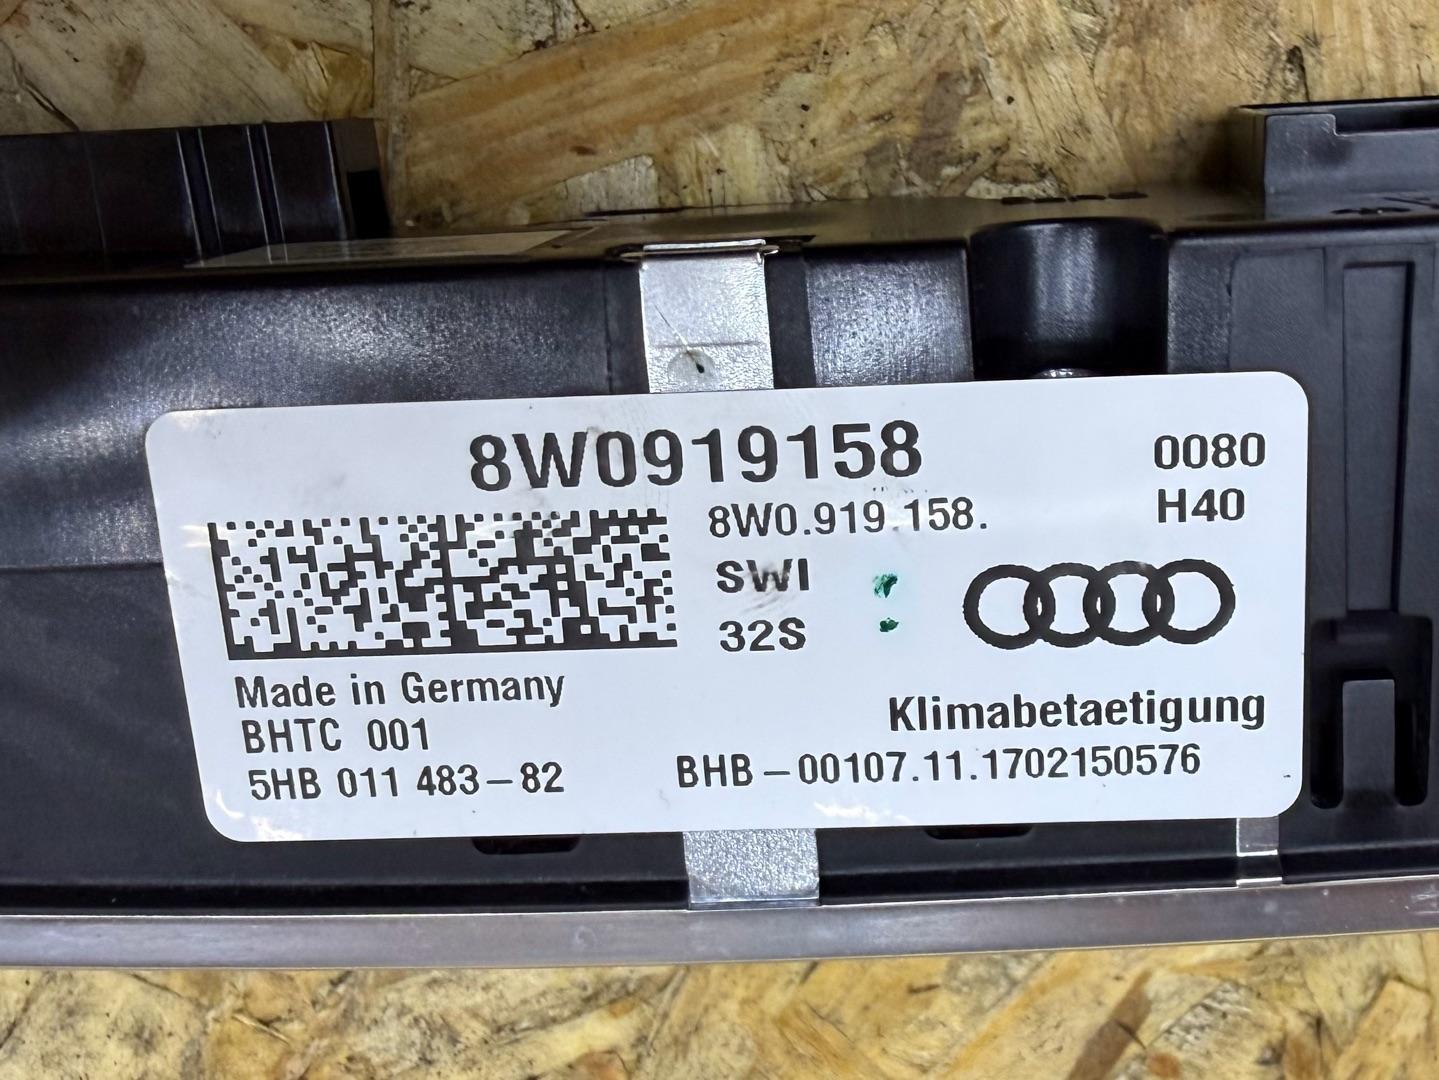 8W0919158
0080
8W0.919.158.
H40
SWI
32S
Made in Germany
BHTC 001
Klimabetaetigung
5HB 011 483-82
BHB-00107.11.1702150576